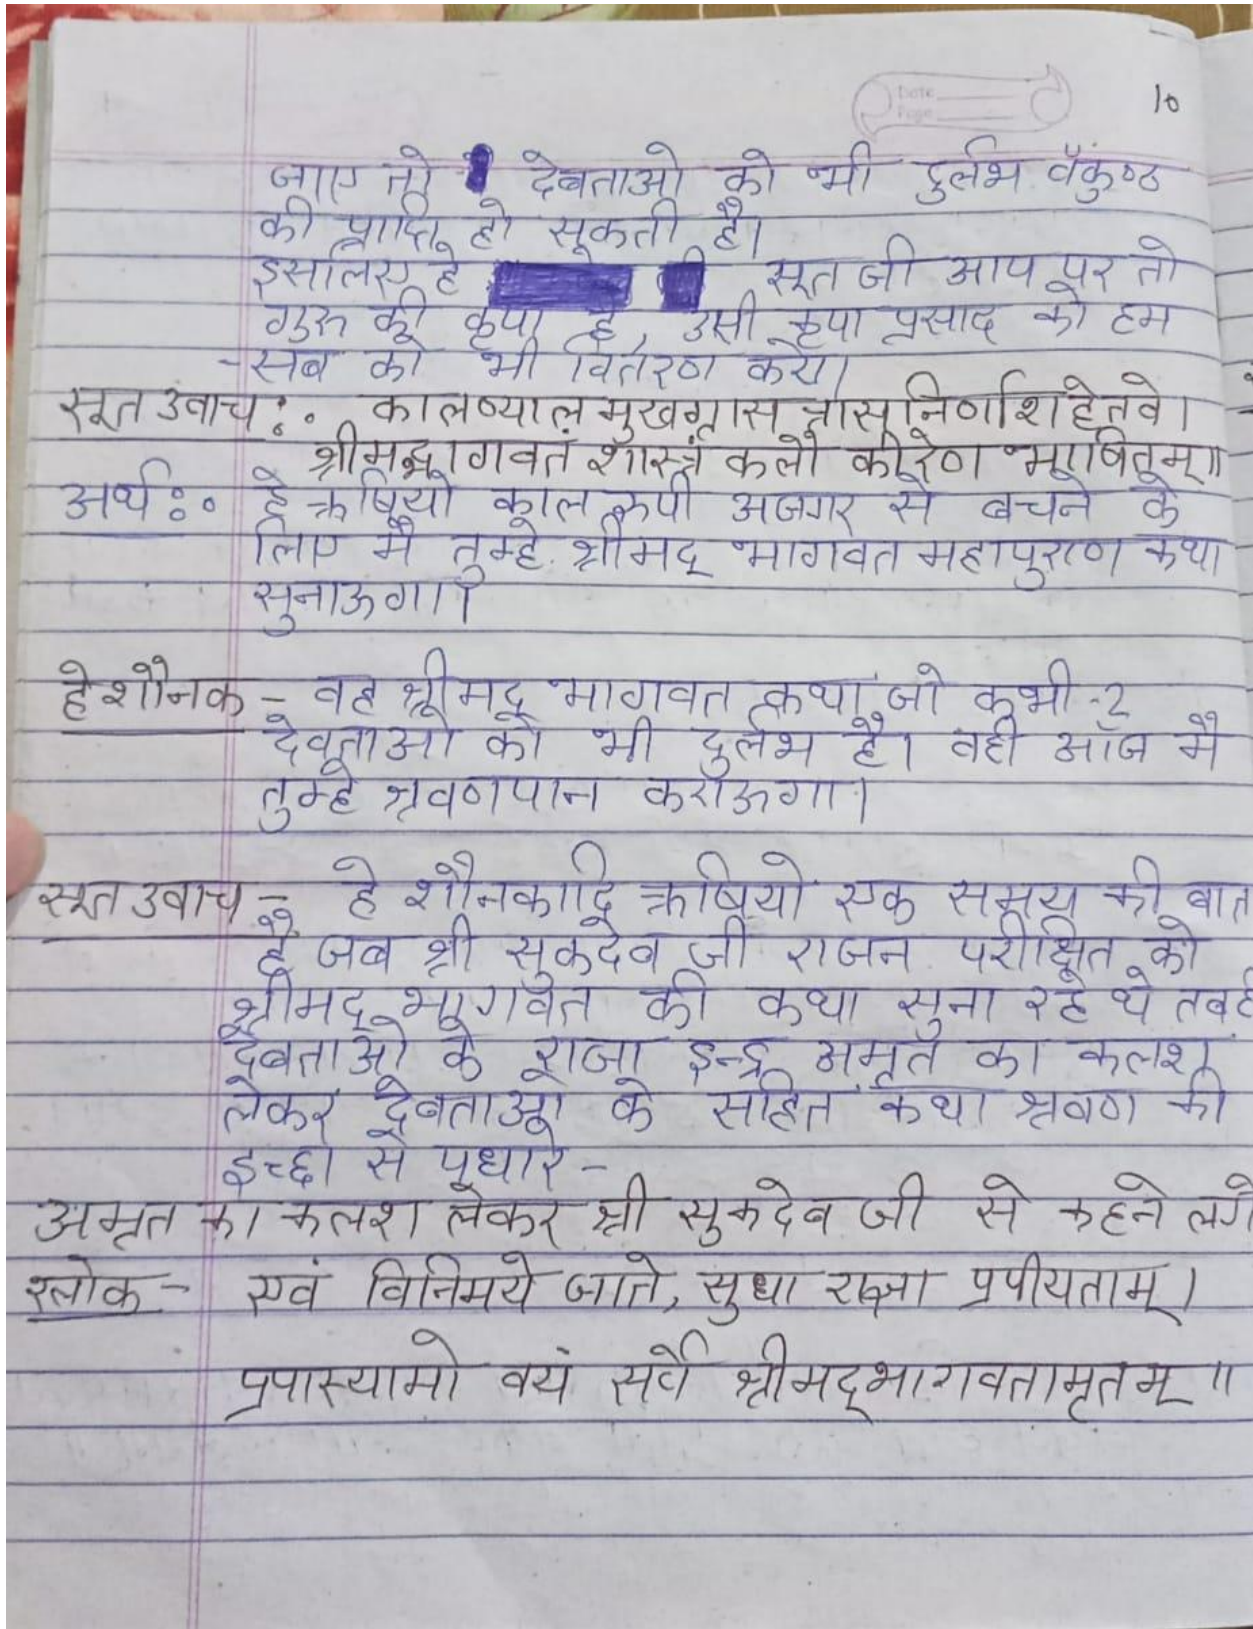 Date
Page
10
जाए तो देवताओ को भी दुर्लभ वैकुण्ठ
की प्राप्ति हो सकती है।
इसलिए हे सूत जी आप पर तो
गुरु की कृपा है, उसी कृपा प्रसाद को हम
सब को भी वितरण करो।
सूत उवाच :. कालव्याल मुखग्रास त्रास निर्णाशहेतवे।
श्रीमद्भागवतं शास्त्रं कलौ कीरेण भाषितम्॥
अर्थ :. हे ऋषियो काल रूपी अजगर से बचने के
लिए मै तुम्हे श्रीमद् भागवत महापुराण कथा
सुनाऊगा।
हे शौनक - वह श्रीमद् भागवत कथा जो कभी-2
देवताओ को भी दुर्लभ है। वही आज मै
तुम्हे श्रवणपान कराऊगा।
सूत उवाच - हे शौनकादि ऋषियो एक समय की बात
है जब श्री सुकदेव जी राजन परीक्षित को
श्रीमद् भागवत की कथा सुना रहे थे
देवताओ के राजा इन्द्र अमृत का कलश
लेकर देवताओ के सहित कथा श्रवण की
इच्छा से पधारे -
अमृत का कलश लेकर श्री सुकदेव जी से कहने लगे
श्लोक - एवं विनिमये जाते, सुधा राज्ञा प्रपीयताम्।
प्रपास्यामो वयं सर्वे श्रीमद्भागवतामृतम्॥